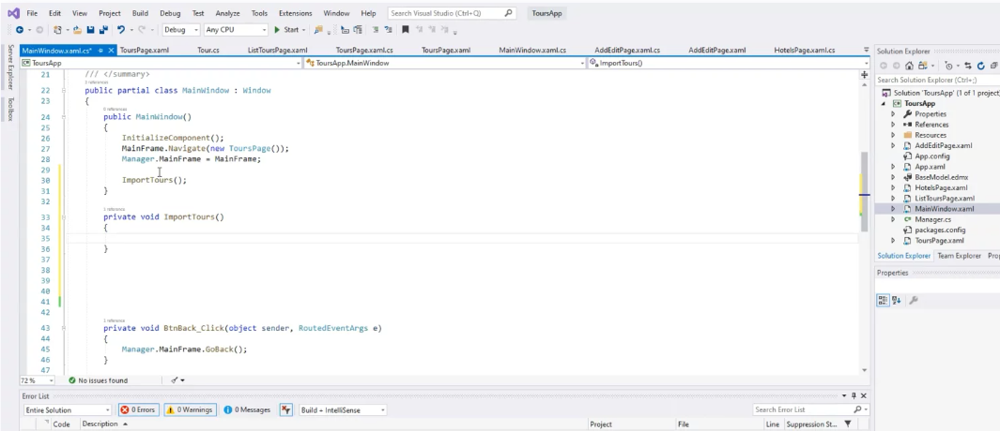 File Edit View Project Build Debug Test Analyze Tools Extensions Window Help Search Visual Studio (Ctrl+Q) ToursApp
Debug Any CPU Start
MainWindow.xaml.cs* ToursPage.xaml Tour.cs ListToursPage.xaml ToursPage.xaml.cs Tour.cs MainWindow.xaml.cs AddEditPage.xaml.cs AddEditPage.xaml HotelsPage.xaml.cs
ToursApp ToursApp.MainWindow ImportTours()
Server Explorer
Toolbox
21 /// </summary>
2 references
22 public partial class MainWindow : Window
23 {
0 references
24 public MainWindow()
25 {
26 InitializeComponent();
27 MainFrame.Navigate(new ToursPage());
28 Manager.MainFrame = MainFrame;
29
30 ImportTours();
31 }
32
1 reference
33 private void ImportTours()
34 {
35
36 }
37
38
39
40
41
42
1 reference
43 private void BtnBack_Click(object sender, RoutedEventArgs e)
44 {
45 Manager.MainFrame.GoBack();
46 }
47
72 % No issues found
Error List
Entire Solution 0 Errors 0 Warnings 0 Messages Build + IntelliSense Search Error List
Code Description Project File Line Suppression St...
Solution Explorer
Search Solution Explorer (Ctrl+;)
Solution 'ToursApp' (1 of 1 project)
ToursApp
Properties
References
Resources
AddEditPage.xaml
App.config
App.xaml
BaseModel.edmx
HotelsPage.xaml
ListToursPage.xaml
MainWindow.xaml
Manager.cs
packages.config
ToursPage.xaml
Solution Explorer Team Explorer Prop
Properties